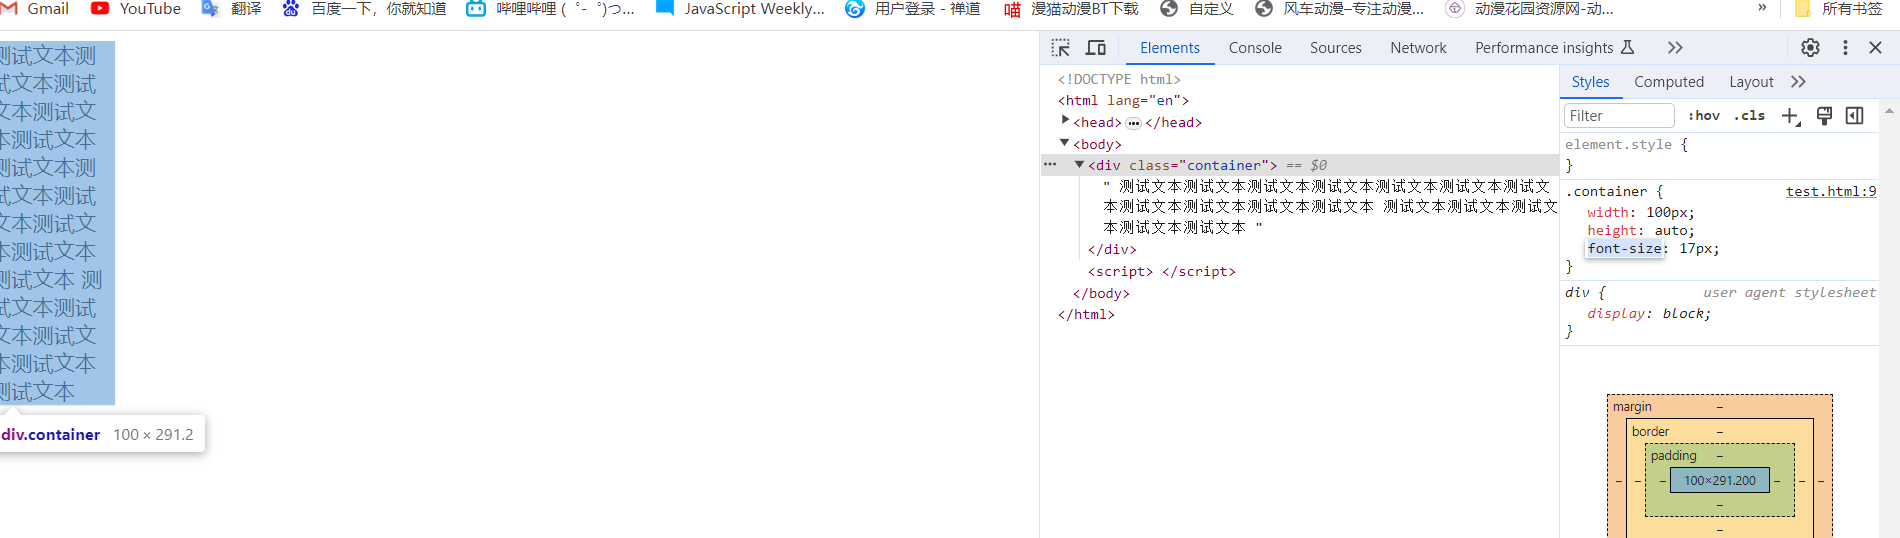 Gmail YouTube 翻译 百度一下，你就知道 哔哩哔哩 (゜-゜)つ... JavaScript Weekly... 用户登录 - 禅道 漫猫动漫BT下载 自定义 风车动漫–专注动漫... 动漫花园资源网-动... » 所有书签
测试文本测
试文本测试
文本测试文
本测试文本
测试文本测
试文本测试
文本测试文
本测试文本
测试文本 测
试文本测试
文本测试文
本测试文本
测试文本
div.container 100 × 291.2
Elements Console Sources Network Performance insights
<!DOCTYPE html>
<html lang="en">
<head>…</head>
<body>
<div class="container"> == $0
" 测试文本测试文本测试文本测试文本测试文本测试文本测试文
本测试文本测试文本测试文本测试文本 测试文本测试文本测试文
本测试文本测试文本 "
</div>
<script> </script>
</body>
</html>
Styles Computed Layout
Filter :hov .cls
element.style {
}
.container { test.html:9
width: 100px;
height: auto;
font-size: 17px;
}
div { user agent stylesheet
display: block;
}
margin –
border –
padding –
– – – 100×291.200 – – –
–
–